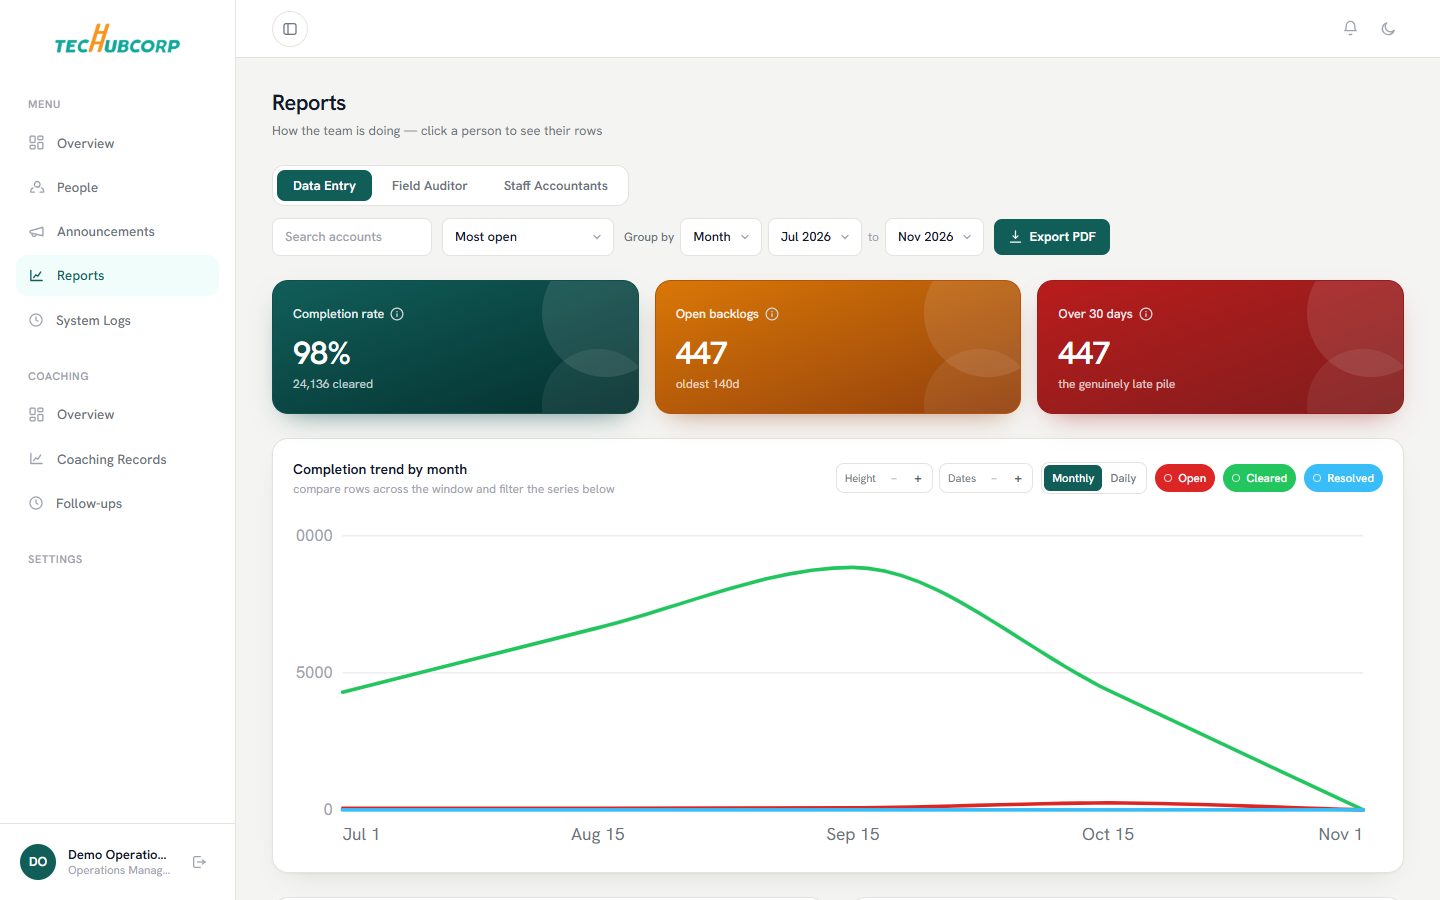 TECHUBCORP
MENU
Overview
People
Announcements
Reports
System Logs
COACHING
Overview
Coaching Records
Follow-ups
SETTINGS
DO
Demo Operatio...
Operations Manag...
Reports
How the team is doing — click a person to see their rows
Data Entry Field Auditor Staff Accountants
Search accounts Most open Group by Month Jul 2026 to Nov 2026 Export PDF
Completion rate
98%
24,136 cleared
Open backlogs
447
oldest 140d
Over 30 days
447
the genuinely late pile
Completion trend by month
compare rows across the window and filter the series below
Height − + Dates − + Monthly Daily Open Cleared Resolved
0000
5000
0
Jul 1 Aug 15 Sep 15 Oct 15 Nov 1